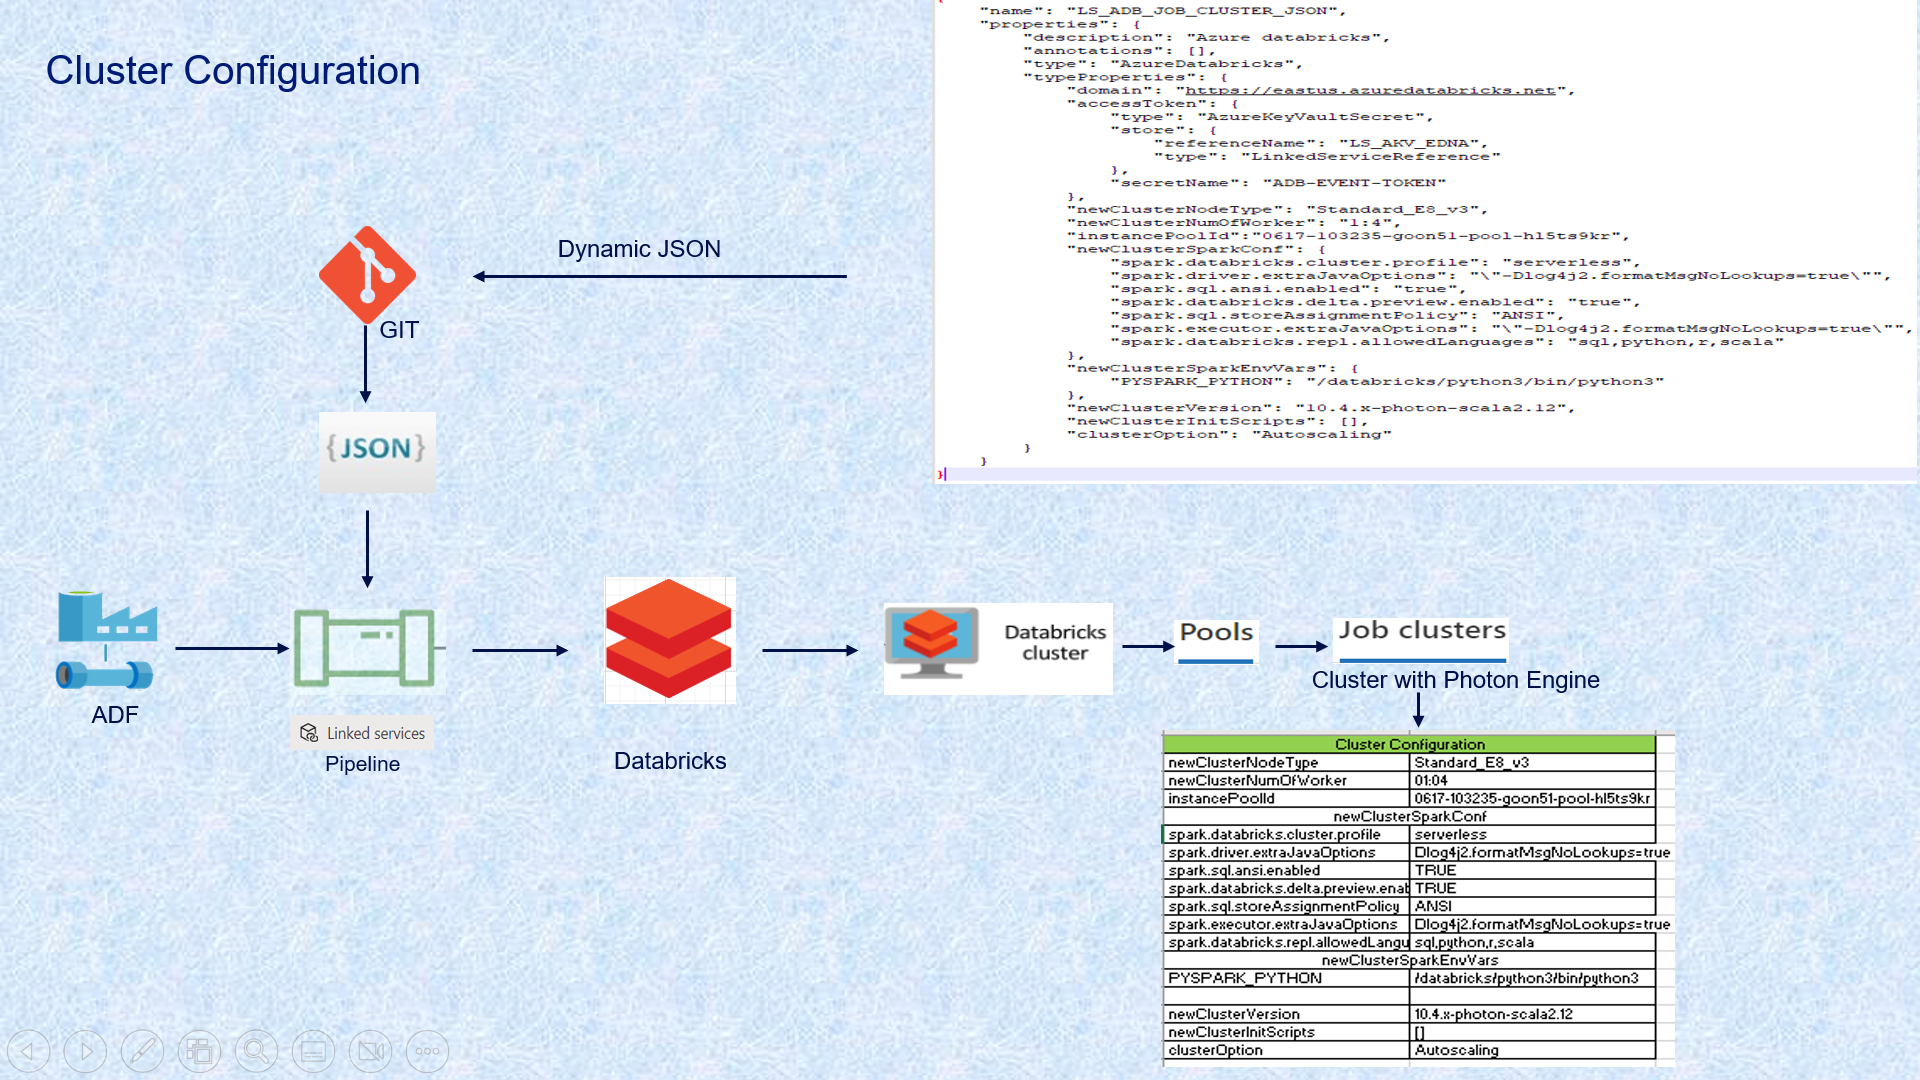 Cluster Configuration
{
"name": "LS_ADB_JOB_CLUSTER_JSON",
"properties": {
"description": "Azure databricks",
"annotations": [],
"type": "AzureDatabricks",
"typeProperties": {
"domain": "https://eastus.azuredatabricks.net",
"accessToken": {
"type": "AzureKeyVaultSecret",
"store": {
"referenceName": "LS_AKV_EDNA",
"type": "LinkedServiceReference"
},
"secretName": "ADB-EVENT-TOKEN"
},
"newClusterNodeType": "Standard_E8_v3",
"newClusterNumOfWorker": "1:4",
"instancePoolId":"0617-103235-goon51-pool-hl5ts9kr",
"newClusterSparkConf": {
"spark.databricks.cluster.profile": "serverless",
"spark.driver.extraJavaOptions": "\"-Dlog4j2.formatMsgNoLookups=true\"",
"spark.sql.ansi.enabled": "true",
"spark.databricks.delta.preview.enabled": "true",
"spark.sql.storeAssignmentPolicy": "ANSI",
"spark.executor.extraJavaOptions": "\"-Dlog4j2.formatMsgNoLookups=true\"",
"spark.databricks.repl.allowedLanguages": "sql,python,r,scala"
},
"newClusterSparkEnvVars": {
"PYSPARK_PYTHON": "/databricks/python3/bin/python3"
},
"newClusterVersion": "10.4.x-photon-scala2.12",
"newClusterInitScripts": [],
"clusterOption": "Autoscaling"
}
}
}
Dynamic JSON
GIT
{JSON}
ADF
Linked services
Pipeline
Databricks
Databricks
cluster
Pools
Job clusters
Cluster with Photon Engine
Cluster Configuration
newClusterNodeType Standard_E8_v3
newClusterNumOfWorker 01:04
instancePoolId 0617-103235-goon51-pool-hl5ts9kr
newClusterSparkConf
spark.databricks.cluster.profile serverless
spark.driver.extraJavaOptions Dlog4j2.formatMsgNoLookups=true
spark.sql.ansi.enabled TRUE
spark.databricks.delta.preview.enab TRUE
spark.sql.storeAssignmentPolicy ANSI
spark.executor.extraJavaOptions Dlog4j2.formatMsgNoLookups=true
spark.databricks.repl.allowedLangu sql,python,r,scala
newClusterSparkEnvVars
PYSPARK_PYTHON /databricks/python3/bin/python3
newClusterVersion 10.4.x-photon-scala2.12
newClusterInitScripts []
clusterOption Autoscaling